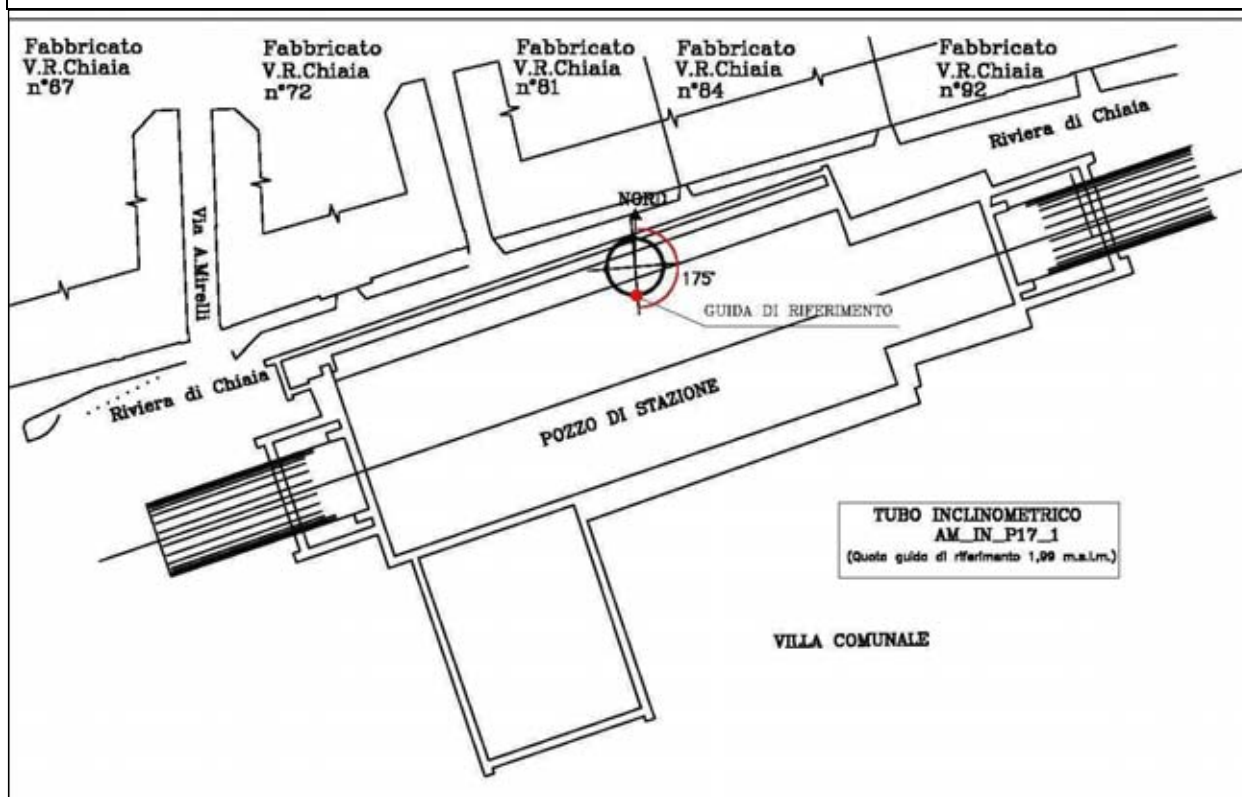 Fabbricato
V.R.Chiaia
n°67
Fabbricato
V.R.Chiaia
n°72
Fabbricato
V.R.Chiaia
n°81
Fabbricato
V.R.Chiaia
n°84
Fabbricato
V.R.Chiaia
n°92
Riviera di Chiaia
NORD
Via A.Mirelli
175°
GUIDA DI RIFERIMENTO
Riviera di Chiaia
POZZO DI STAZIONE
TUBO INCLINOMETRICO
AM_IN_P17_1
(Quota guida di riferimento 1,99 m.s.l.m.)
VILLA COMUNALE